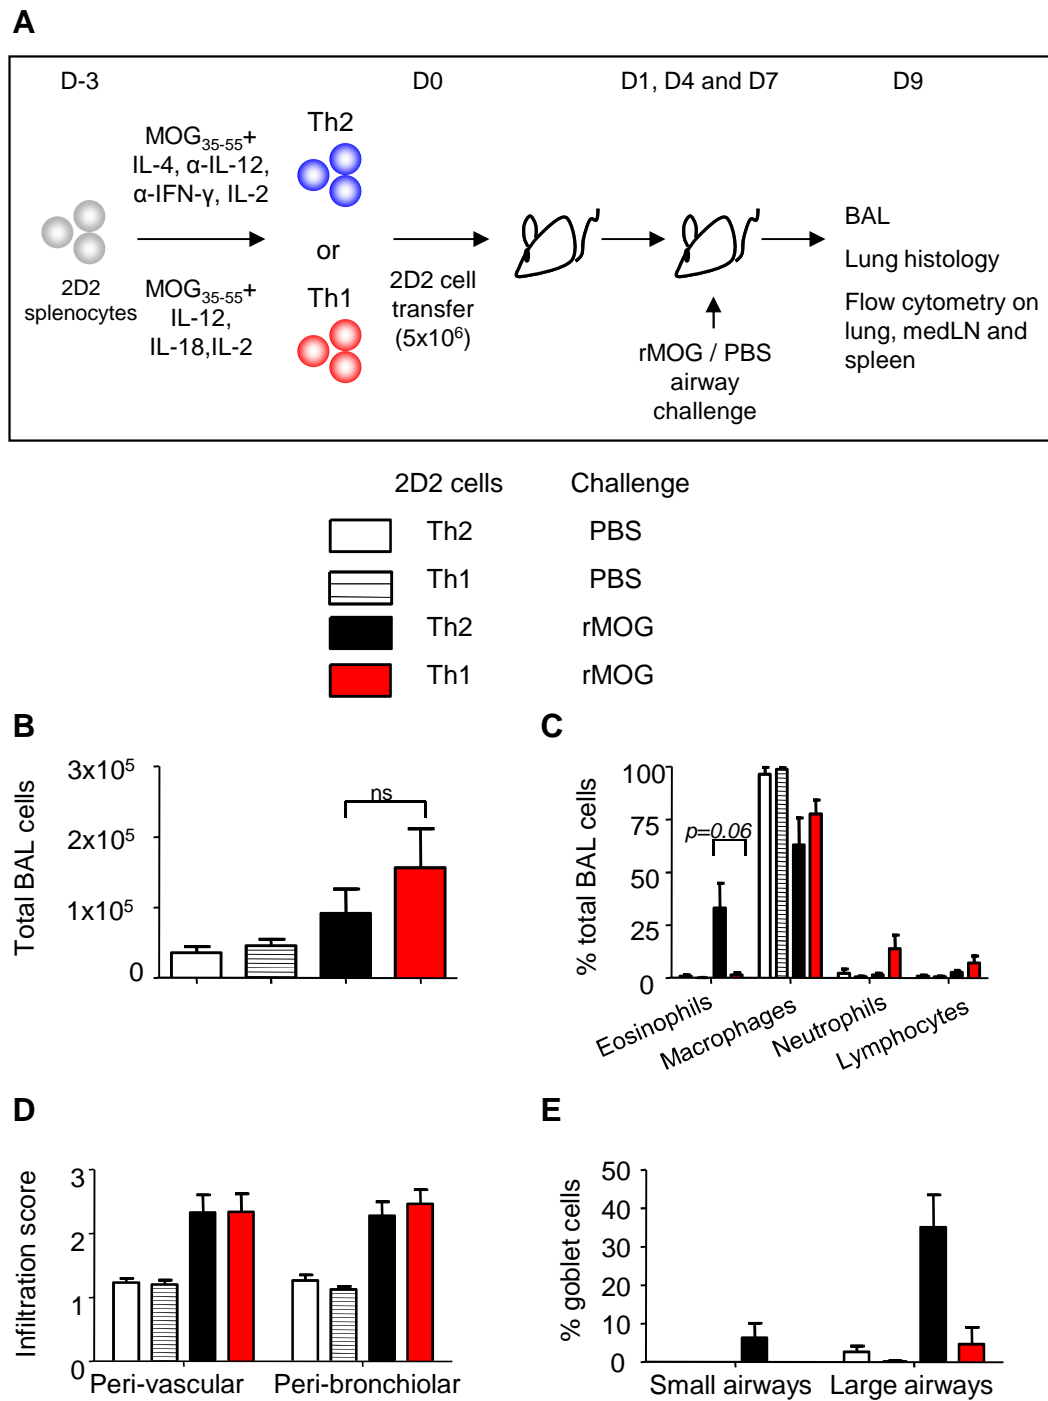 A
D-3
D0
D1, D4 and D7
D9
MOG35-55+
IL-4, α-IL-12,
α-IFN-γ, IL-2
Th2
or
2D2
splenocytes
MOG35-55+
IL-12,
IL-18,IL-2
Th1
2D2 cell
transfer
(5x10⁶)
rMOG / PBS
airway
challenge
BAL
Lung histology
Flow cytometry on
lung, medLN and
spleen
2D2 cells Challenge
Th2 PBS
Th1 PBS
Th2 rMOG
Th1 rMOG
B
Total BAL cells
3x10⁵
2x10⁵
1x10⁵
0
ns
C
% total BAL cells
100
75
50
25
0
p=0.06
Eosinophils
Macrophages
Neutrophils
Lymphocytes
D
Infiltration score
3
2
1
0
Peri-vascular
Peri-bronchiolar
E
% goblet cells
50
40
30
20
10
0
Small airways
Large airways